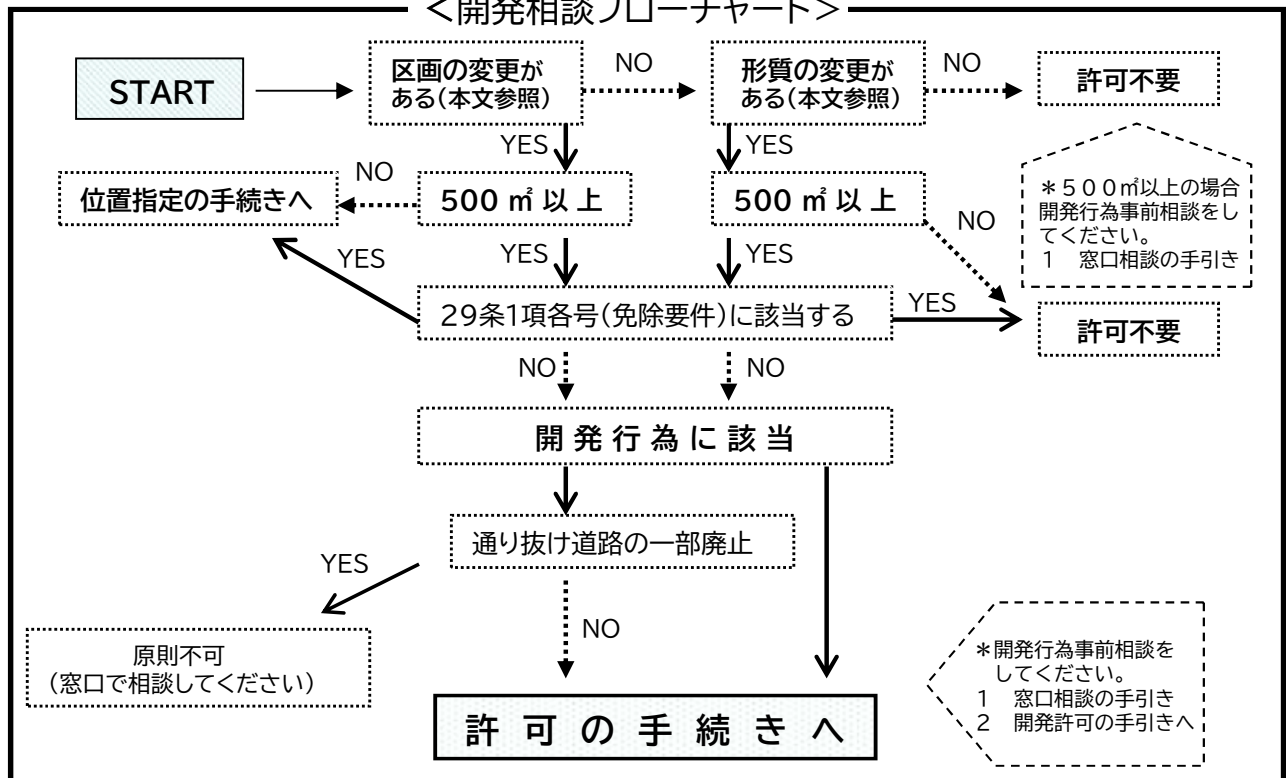 <開発相談フローチャート>
START
区画の変更が
ある(本文参照)
NO
形質の変更が
ある(本文参照)
NO
許可不要
YES
YES
位置指定の手続きへ
NO
500㎡以上
500㎡以上
NO
*500㎡以上の場合
開発行為事前相談をし
てください。
1 窓口相談の手引き
YES
YES
YES
29条1項各号(免除要件)に該当する
YES
許可不要
NO
NO
開発行為に該当
通り抜け道路の一部廃止
YES
NO
原則不可
(窓口で相談してください)
*開発行為事前相談を
してください。
1 窓口相談の手引き
2 開発許可の手引きへ
許可の手続きへ